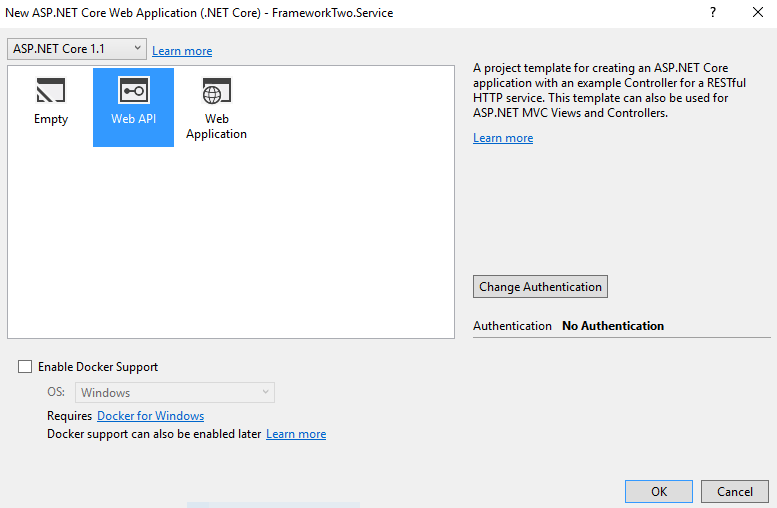 New ASP.NET Core Web Application (.NET Core) - FrameworkTwo.Service
ASP.NET Core 1.1
Learn more
Empty
Web API
Web
Application
A project template for creating an ASP.NET Core
application with an example Controller for a RESTful
HTTP service. This template can also be used for
ASP.NET MVC Views and Controllers.
Learn more
Change Authentication
Authentication No Authentication
Enable Docker Support
OS: Windows
Requires Docker for Windows
Docker support can also be enabled later Learn more
OK
Cancel